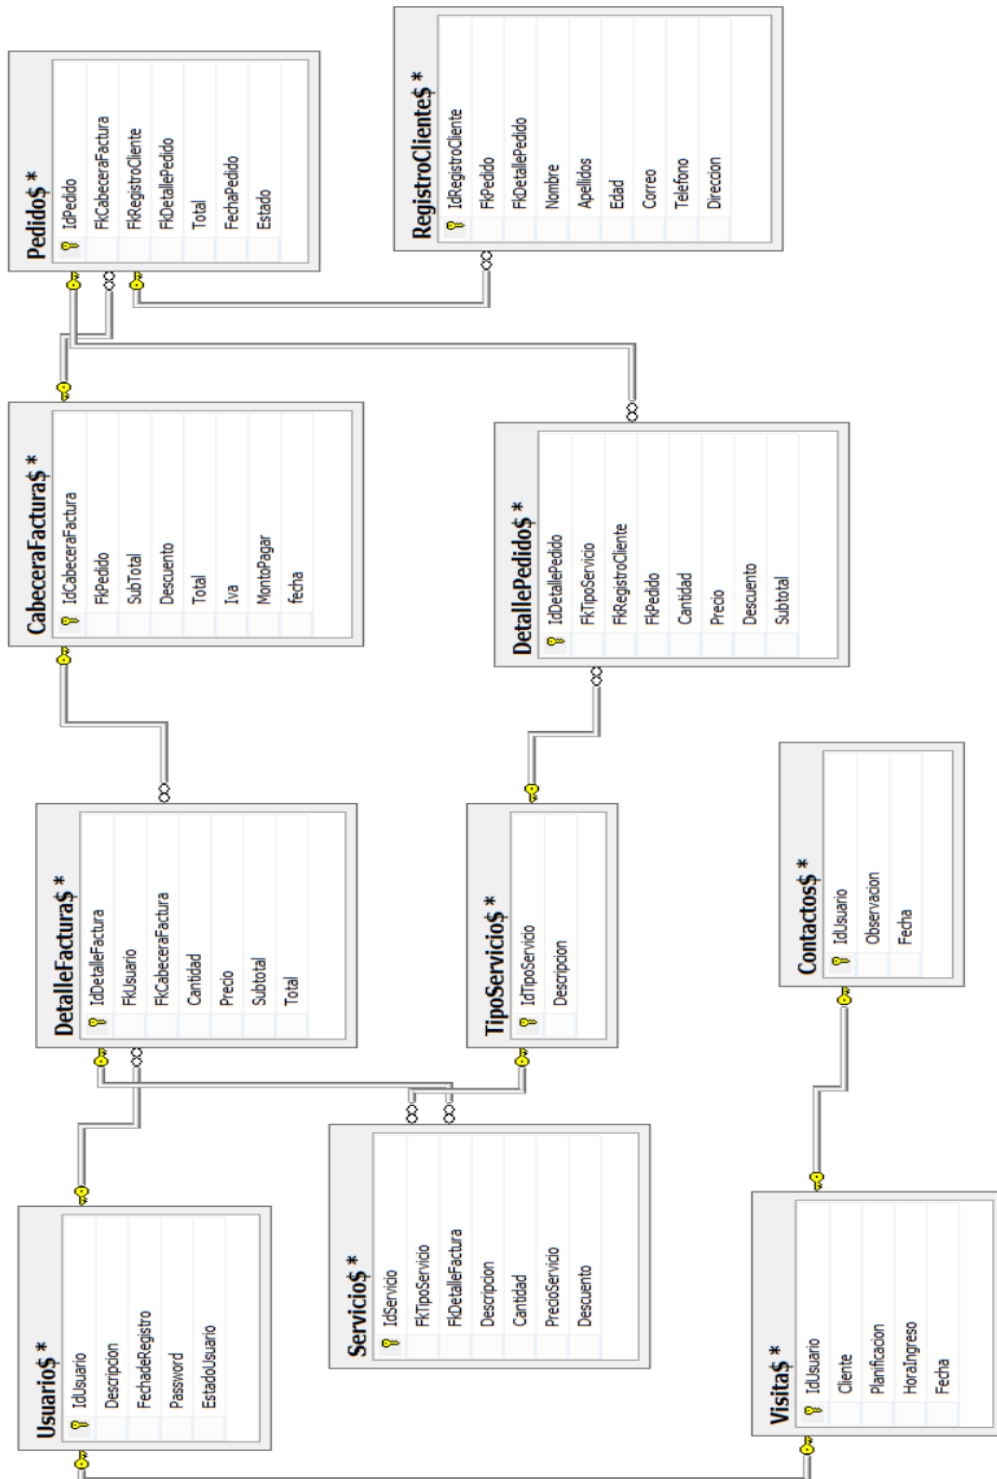 Usuario$ *
IdUsuario
Descripcion
FechadeRegistro
Password
EstadoUsuario
DetalleFactura$ *
IdDetalleFactura
FkUsuario
FkCabeceraFactura
Cantidad
Precio
Subtotal
Total
CabeceraFactura$ *
IdCabeceraFactura
FkPedido
SubTotal
Descuento
Total
Iva
MontoPagar
fecha
Pedido$ *
IdPedido
FkCabeceraFactura
FkRegistroCliente
FkDetallePedido
Total
FechaPedido
Estado
Servicio$ *
IdServicio
FkTipoServicio
FkDetalleFactura
Descripcion
Cantidad
PrecioServicio
Descuento
TipoServicio$ *
IdTipoServicio
Descripcion
DetallePedido$ *
IdDetallePedido
FkTipoServicio
FkRegistroCliente
FkPedido
Cantidad
Precio
Descuento
Subtotal
RegistroCliente$ *
IdRegistroCliente
FkPedido
FkDetallePedido
Nombre
Apellidos
Edad
Correo
Telefono
Direccion
Visita$ *
IdUsuario
Cliente
Planificacion
HoraIngreso
Fecha
Contactos$ *
IdUsuario
Observacion
Fecha